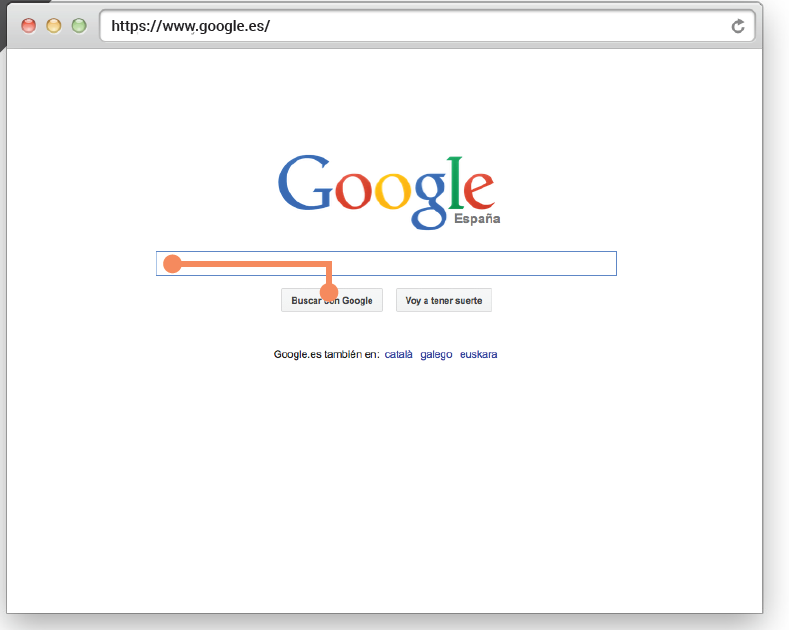 https://www.google.es/
Google
España
Buscar con Google Voy a tener suerte
Google.es también en: català galego euskara